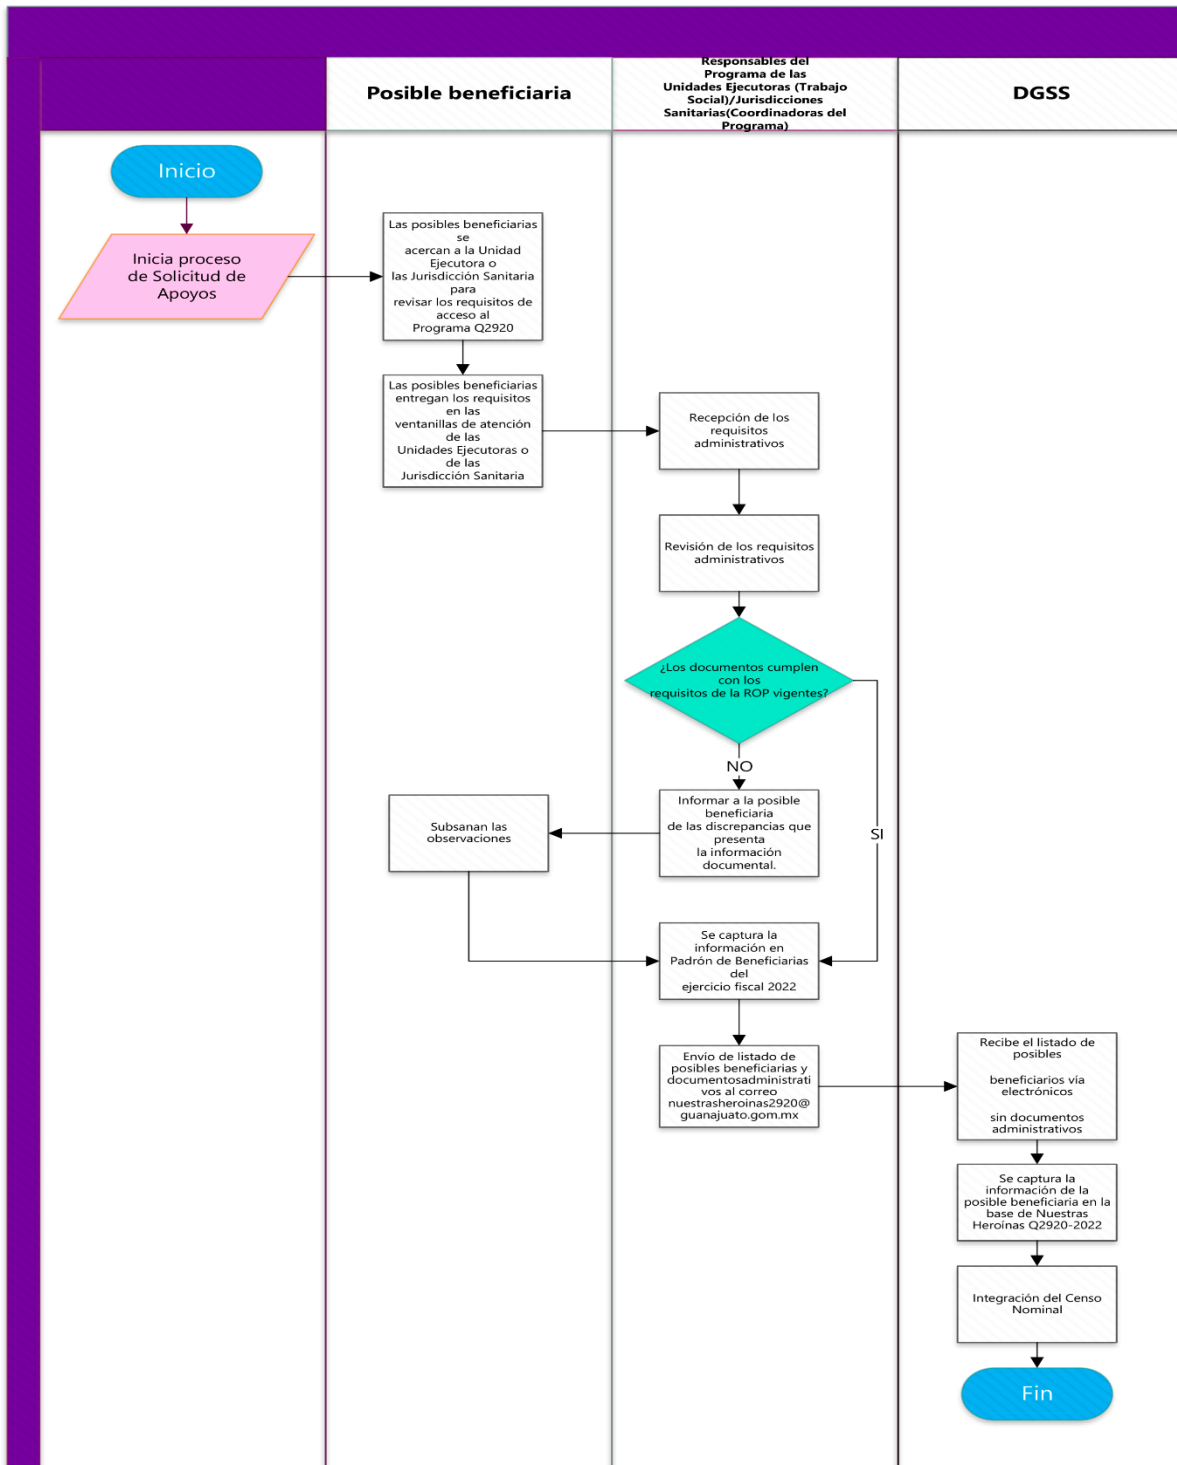 Posible beneficiaria
Responsables del
Programa de las
Unidades Ejecutoras (Trabajo
Social)/Jurisdicciones
Sanitarias(Coordinadoras del
Programa)
DGSS
Inicio
Inicia proceso
de Solicitud de
Apoyos
Las posibles beneficiarias
se
acercan a la Unidad
Ejecutora o
las Jurisdicción Sanitaria
para
revisar los requisitos de
acceso al
Programa Q2920
Las posibles beneficiarias
entregan los requisitos
en las
ventanillas de atención
de las
Unidades Ejecutoras o
de las
Jurisdicción Sanitaria
Recepción de los
requisitos
administrativos
Revisión de los requisitos
administrativos
¿Los documentos cumplen
con los
requisitos de la ROP vigentes?
NO
SI
Informar a la posible
beneficiaria
de las discrepancias que
presenta
la información
documental.
Subsanan las
observaciones
Se captura la
información en
Padrón de Beneficiarias
del
ejercicio fiscal 2022
Envío de listado de
posibles beneficiarias y
documentosadministrati
vos al correo
nuestrasheroinas2920@
guanajuato.gom.mx
Recibe el listado de
posibles
beneficiarios vía
electrónicos
sin documentos
administrativos
Se captura la
información de la
posible beneficiaria en la
base de Nuestras
Heroínas Q2920-2022
Integración del Censo
Nominal
Fin